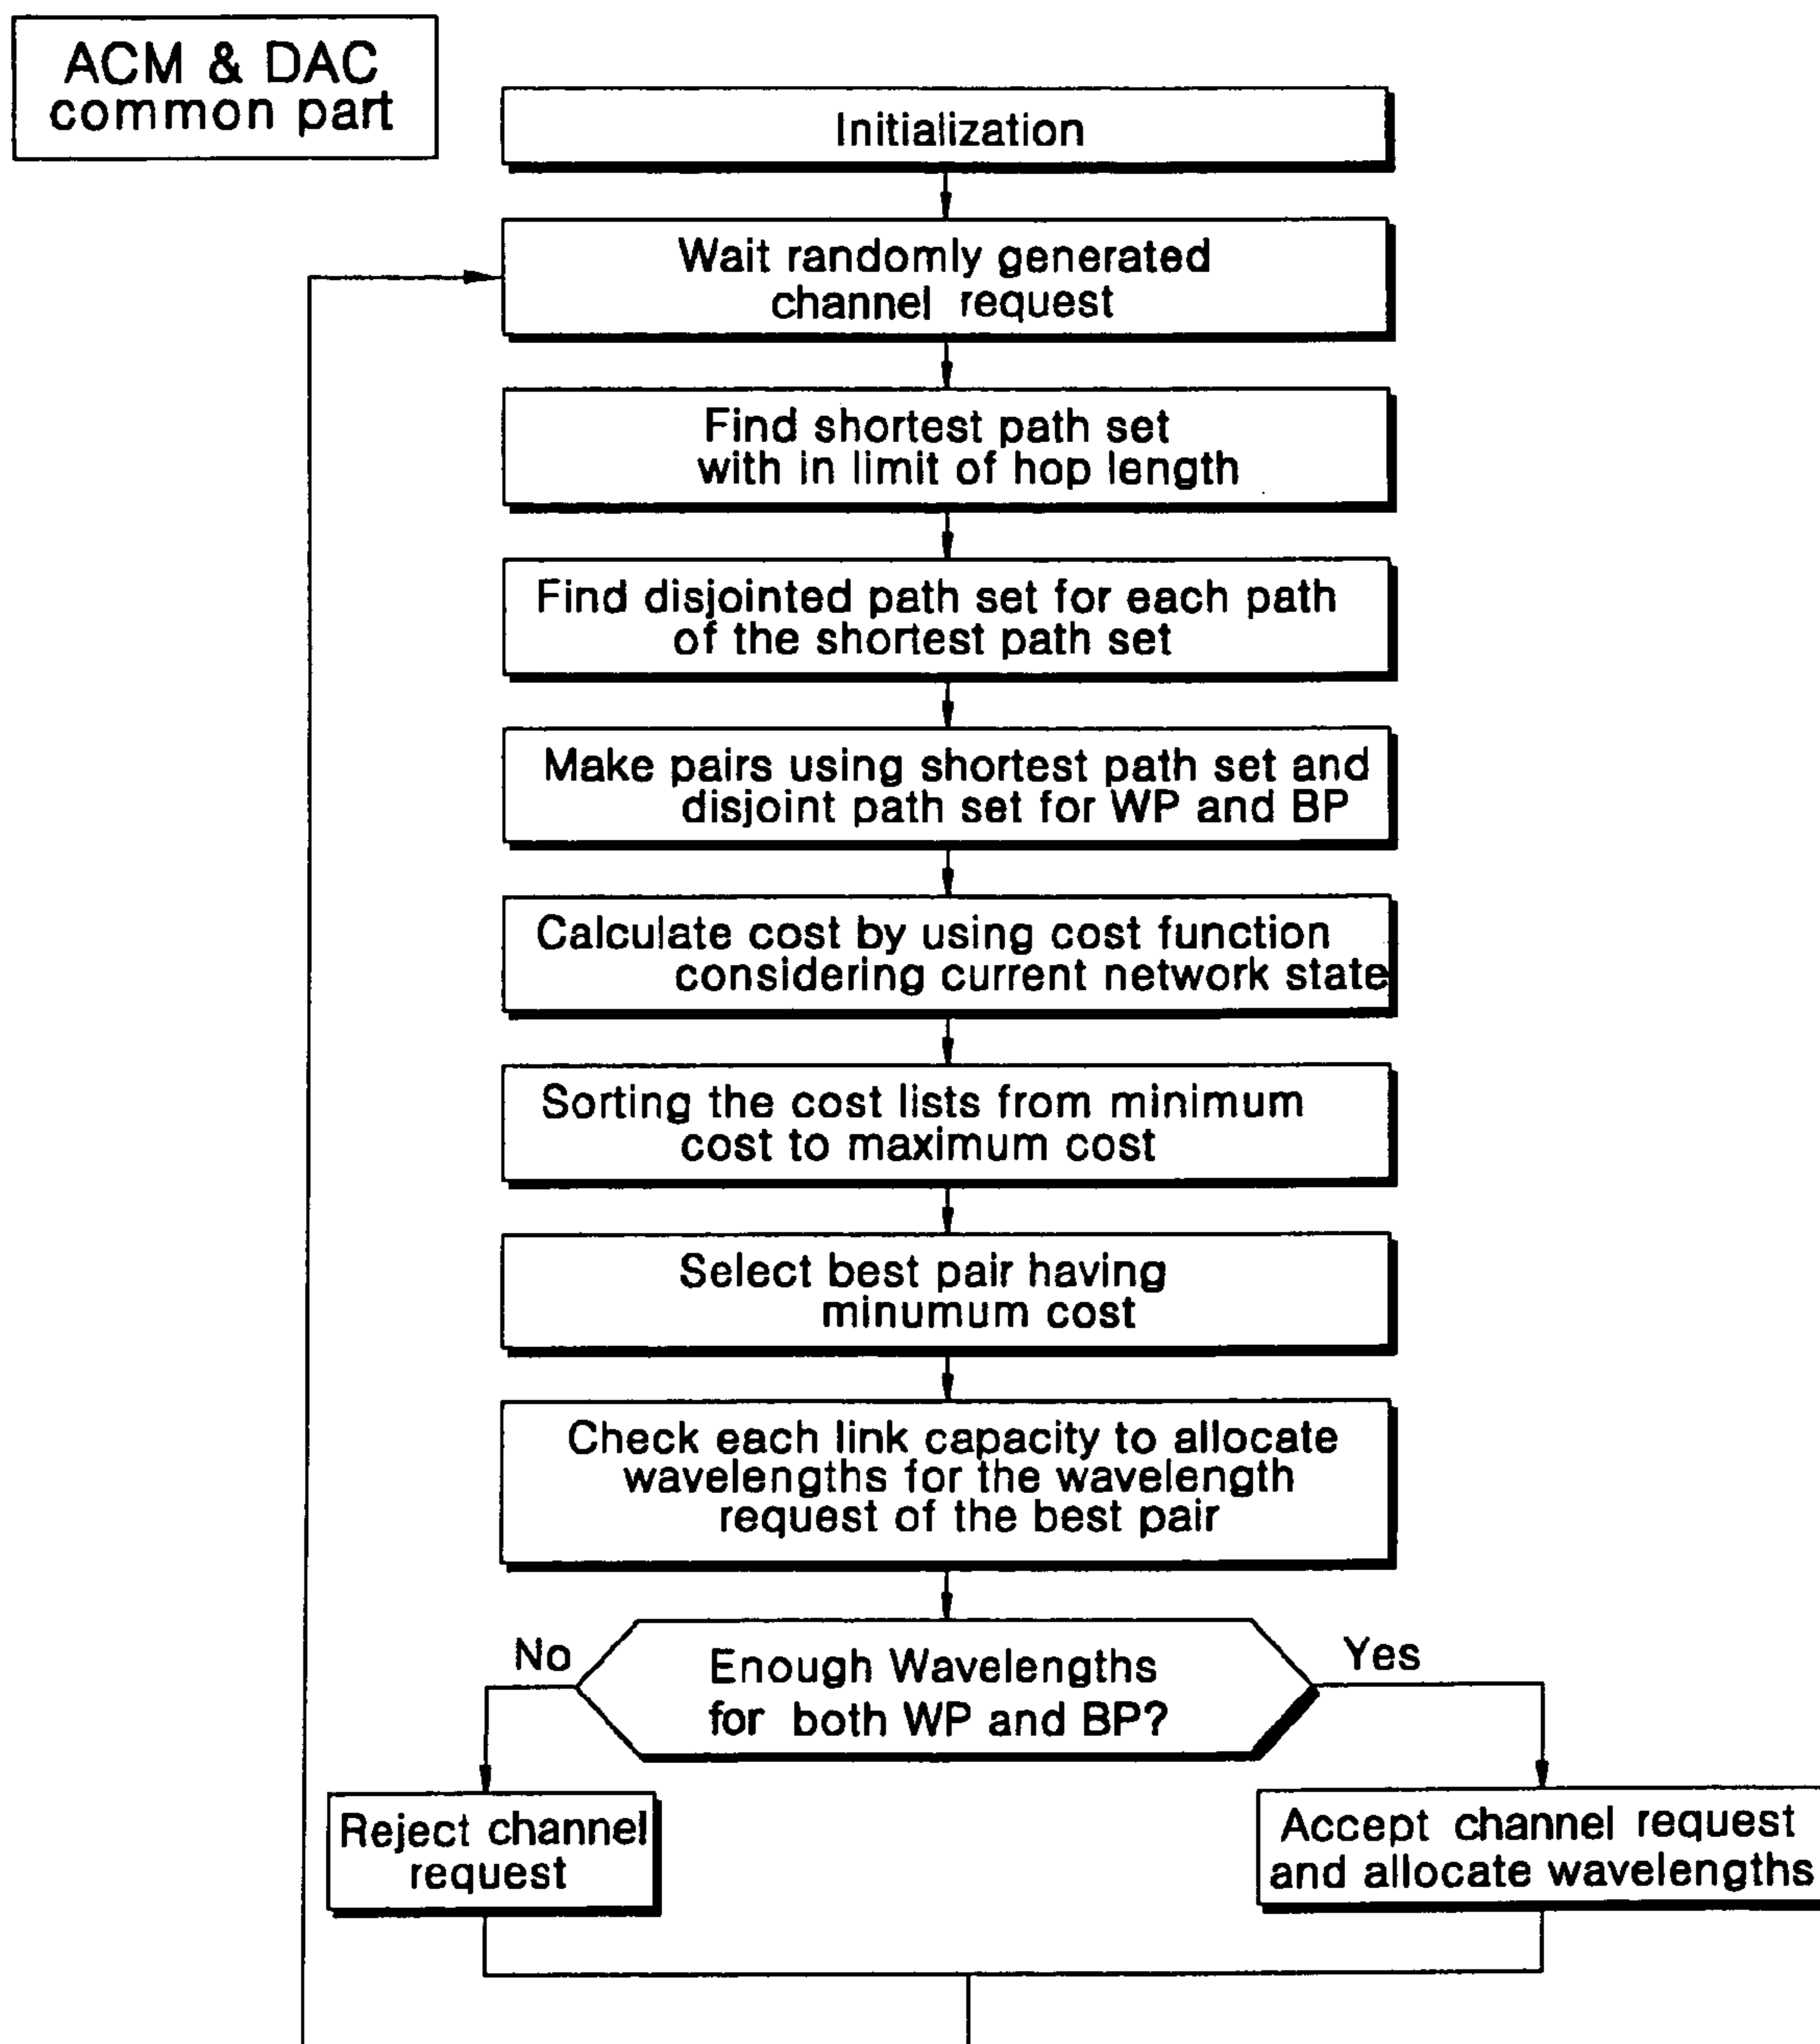 ACM & DAC
common part
Initialization
Wait randomly generated
channel request
Find shortest path set
with in limit of hop length
Find disjointed path set for each path
of the shortest path set
Make pairs using shortest path set and
disjoint path set for WP and BP
Calculate cost by using cost function
considering current network state
Sorting the cost lists from minimum
cost to maximum cost
Select best pair having
minumum cost
Check each link capacity to allocate
wavelengths for the wavelength
request of the best pair
No
Enough Wavelengths
for both WP and BP?
Yes
Reject channel
request
Accept channel request
and allocate wavelengths